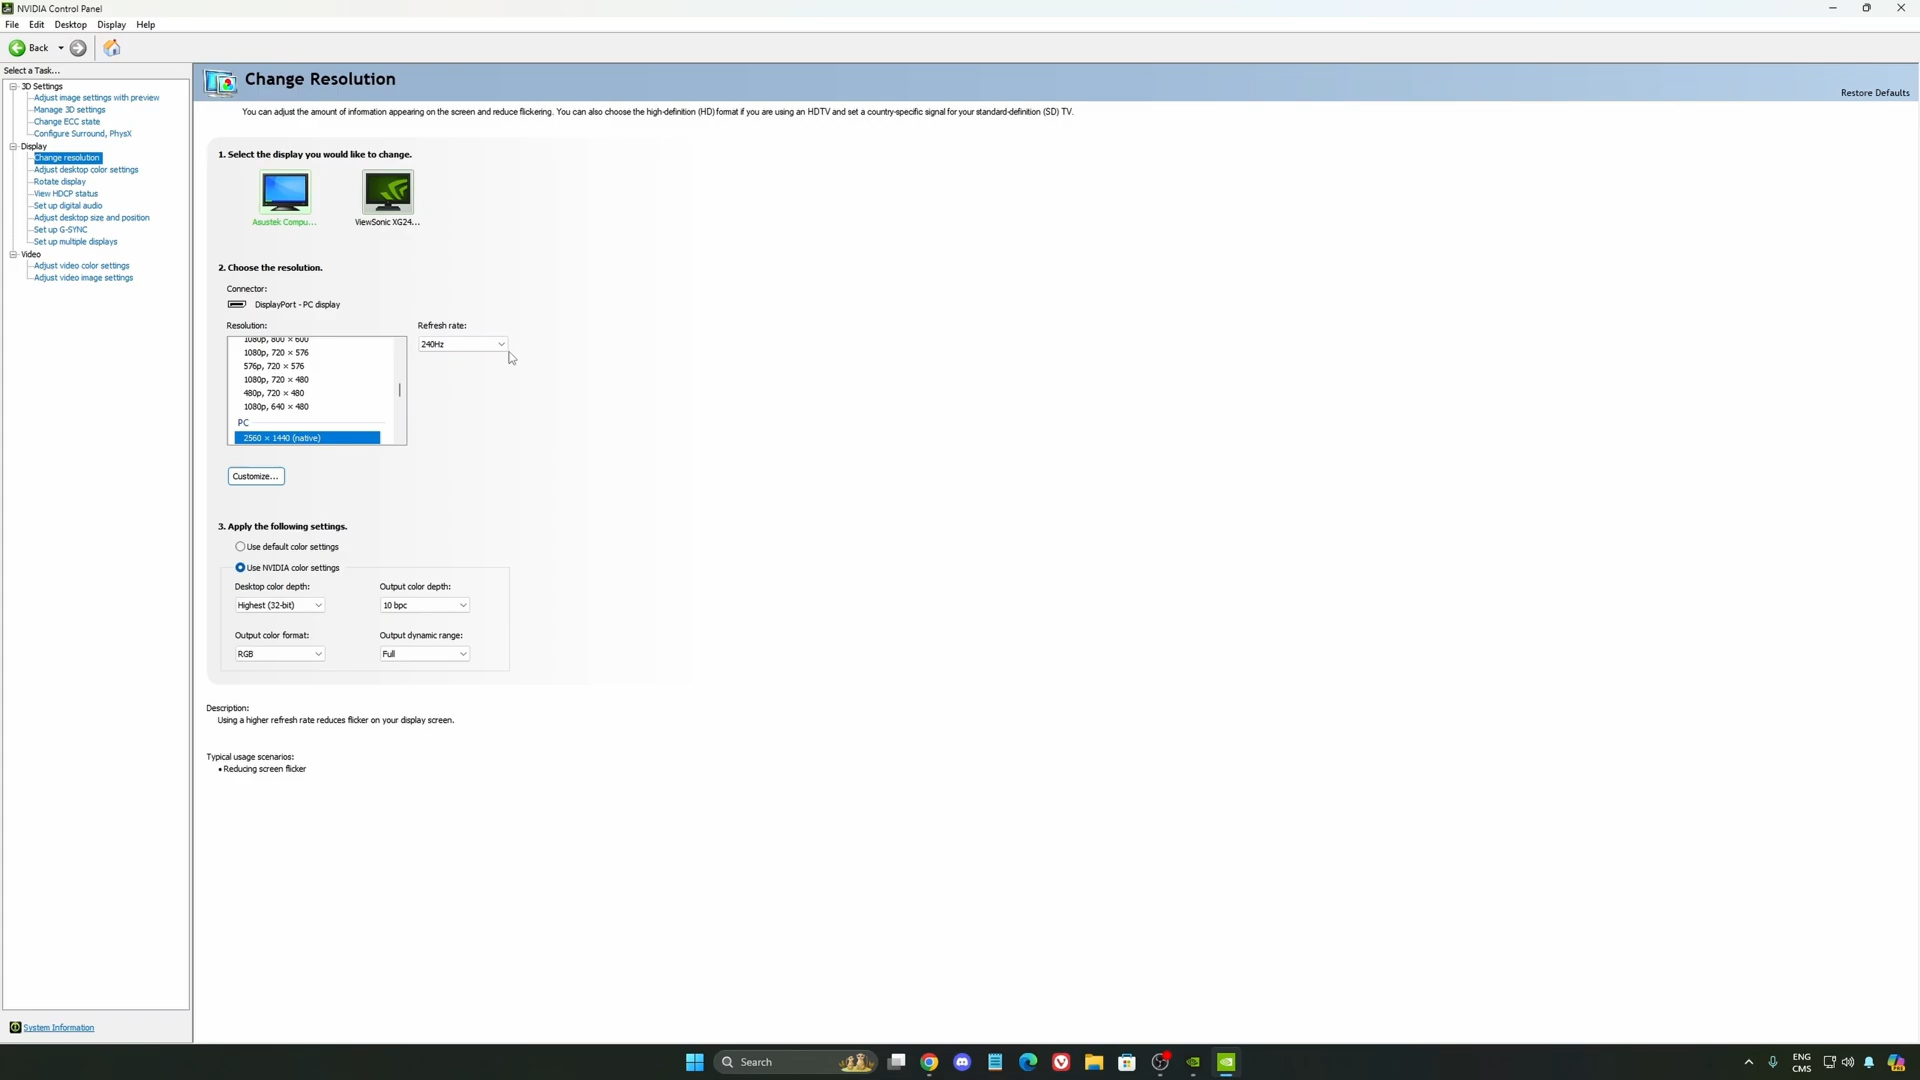 NVIDIA Control Panel
File Edit Desktop Display Help
Back
Select a Task...
3D Settings
Adjust image settings with preview
Manage 3D settings
Change ECC state
Configure Surround, PhysX
Display
Change resolution
Adjust desktop color settings
Rotate display
View HDCP status
Set up digital audio
Adjust desktop size and position
Set up G-SYNC
Set up multiple displays
Video
Adjust video color settings
Adjust video image settings
System Information
Change Resolution
Restore Defaults
You can adjust the amount of information appearing on the screen and reduce flickering. You can also choose the high-definition (HD) format if you are using an HDTV and set a country-specific signal for your standard-definition (SD) TV.
1. Select the display you would like to change.
Asustek Compu... ViewSonic XG24...
2. Choose the resolution.
Connector:
DisplayPort - PC display
Resolution: Refresh rate:
240Hz
1080p, 800 × 600
1080p, 720 × 576
576p, 720 × 576
1080p, 720 × 480
480p, 720 × 480
1080p, 640 × 480
PC
2560 × 1440 (native)
Customize...
3. Apply the following settings.
Use default color settings
Use NVIDIA color settings
Desktop color depth: Output color depth:
Highest (32-bit) 10 bpc
Output color format: Output dynamic range:
RGB Full
Description:
Using a higher refresh rate reduces flicker on your display screen.
Typical usage scenarios:
• Reducing screen flicker
Search
ENG
CMS